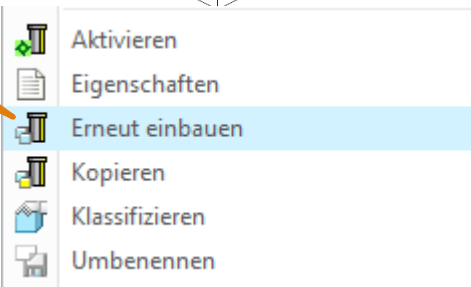 Aktivieren
Eigenschaften
Erneut einbauen
Kopieren
Klassifizieren
Umbenennen